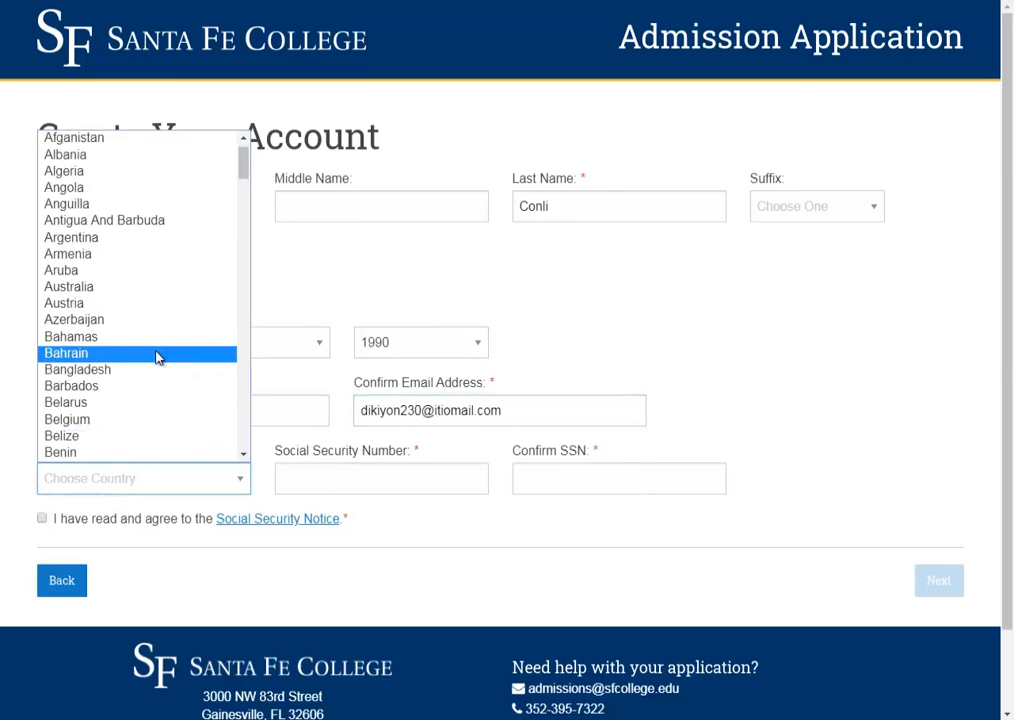 SF SANTA FE COLLEGE
Admission Application
Account
Middle Name:
Last Name: *
Suffix:
Conli
Choose One
Afganistan
Albania
Algeria
Angola
Anguilla
Antigua And Barbuda
Argentina
Armenia
Aruba
Australia
Austria
Azerbaijan
Bahamas
Bahrain
Bangladesh
Barbados
Belarus
Belgium
Belize
Benin
1990
Confirm Email Address: *
dikiyon230@itiomail.com
Social Security Number: *
Confirm SSN: *
Choose Country
I have read and agree to the Social Security Notice.*
Back
Next
SF SANTA FE COLLEGE
3000 NW 83rd Street
Gainesville, FL 32606
Need help with your application?
admissions@sfcollege.edu
352-395-7322